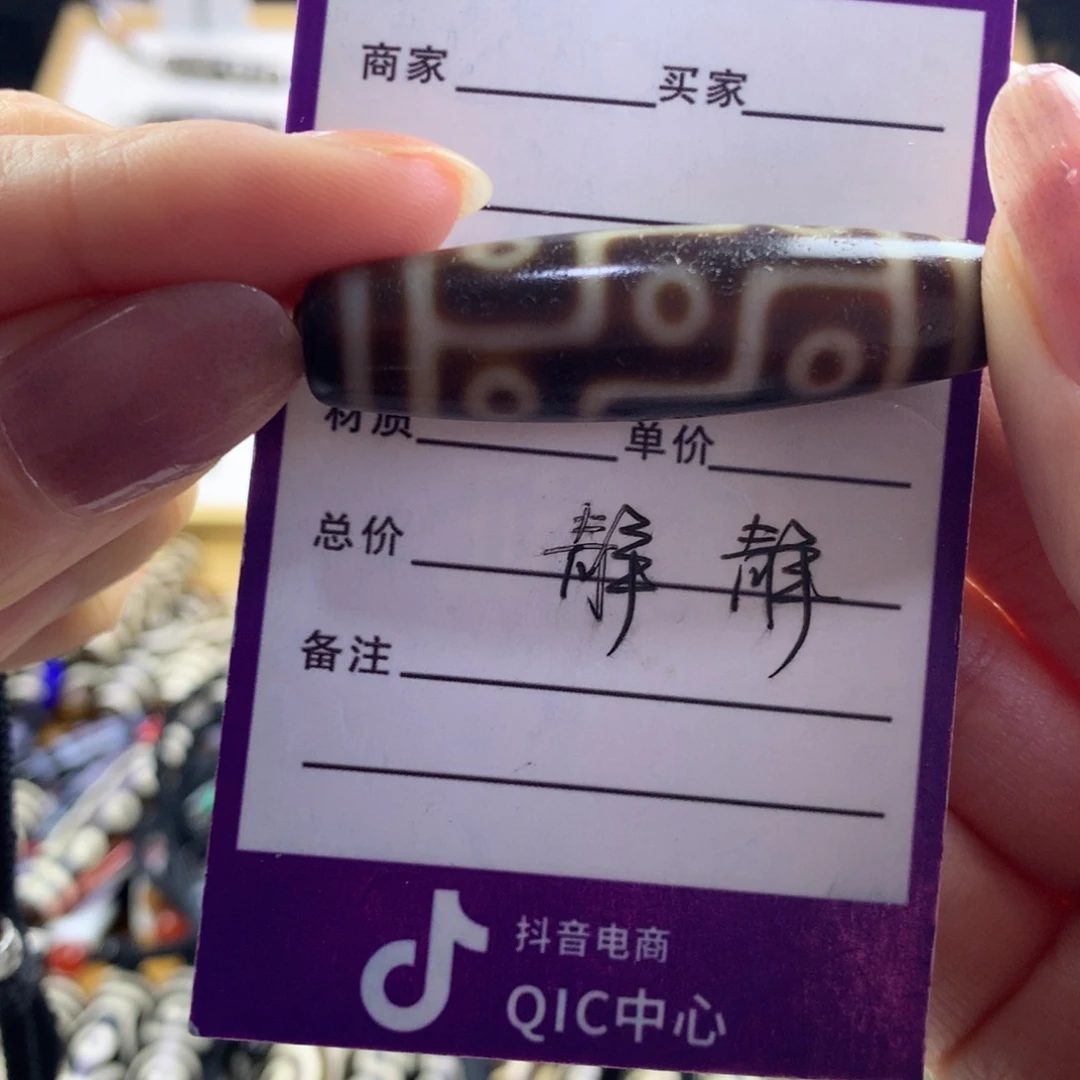 商家 买家
材质 单价
总价 静静
备注
抖音电商
QIC中心